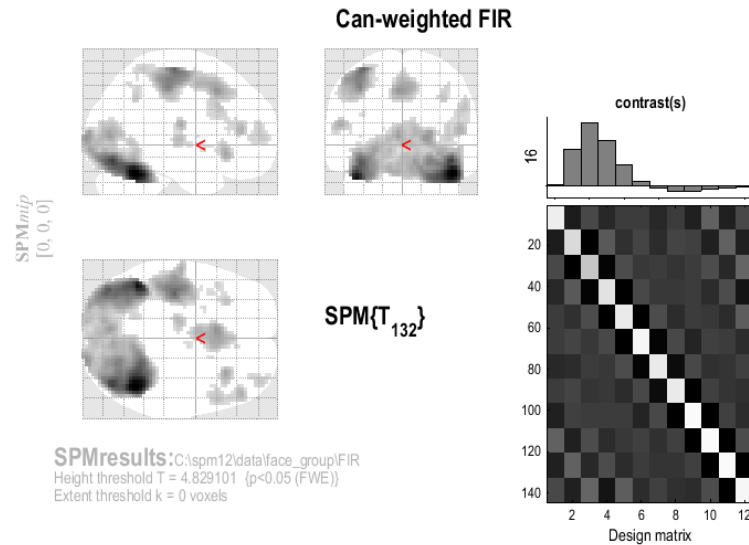 Can-weighted FIR
SPMmip
[0, 0, 0]
<
<
<
SPM{T132}
contrast(s)
16
20
40
60
80
100
120
140
2 4 6 8 10 12
Design matrix
SPMresults: C:\spm12\data\face_group\FIR
Height threshold T = 4.829101 {p<0.05 (FWE)}
Extent threshold k = 0 voxels